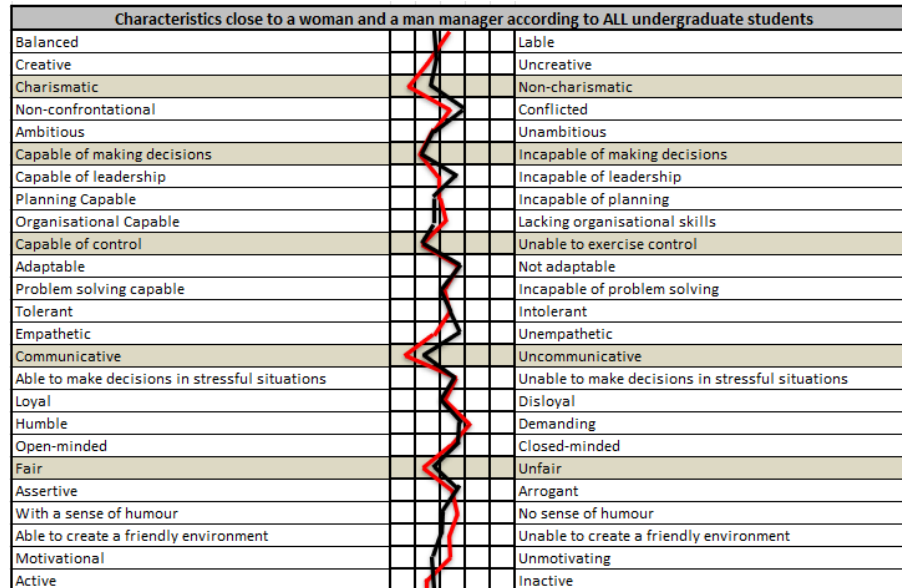 Characteristics close to a woman and a man manager according to ALL undergraduate students
Balanced Lable
Creative Uncreative
Charismatic Non-charismatic
Non-confrontational Conflicted
Ambitious Unambitious
Capable of making decisions Incapable of making decisions
Capable of leadership Incapable of leadership
Planning Capable Incapable of planning
Organisational Capable Lacking organisational skills
Capable of control Unable to exercise control
Adaptable Not adaptable
Problem solving capable Incapable of problem solving
Tolerant Intolerant
Empathetic Unempathetic
Communicative Uncommunicative
Able to make decisions in stressful situations Unable to make decisions in stressful situations
Loyal Disloyal
Humble Demanding
Open-minded Closed-minded
Fair Unfair
Assertive Arrogant
With a sense of humour No sense of humour
Able to create a friendly environment Unable to create a friendly environment
Motivational Unmotivating
Active Inactive